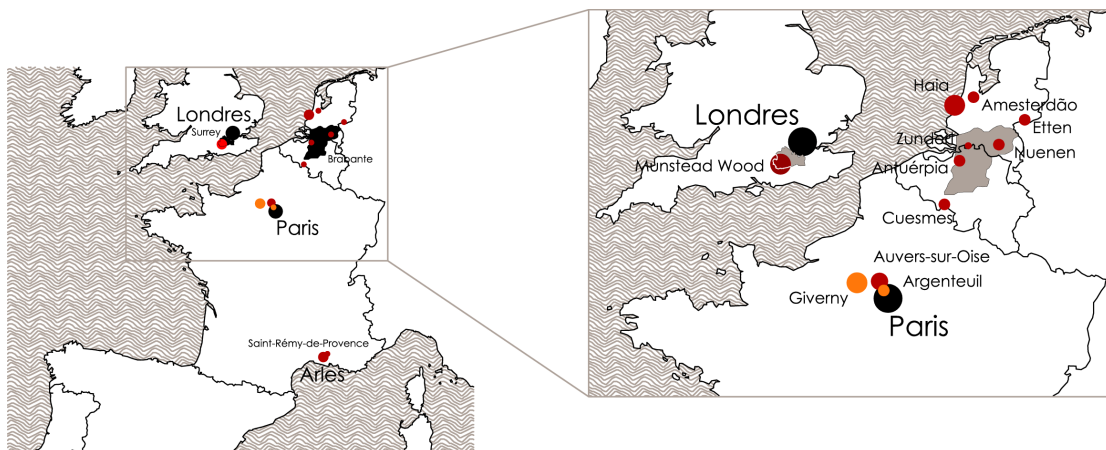 Londres
Surrey
Brabante
Paris
Saint-Rémy-de-Provence
Arles
Haia
Amesterdão
Londres
Etten
Zundert
Nuenen
Munstead Wood
Antuérpia
Cuesmes
Auvers-sur-Oise
Argenteuil
Giverny
Paris